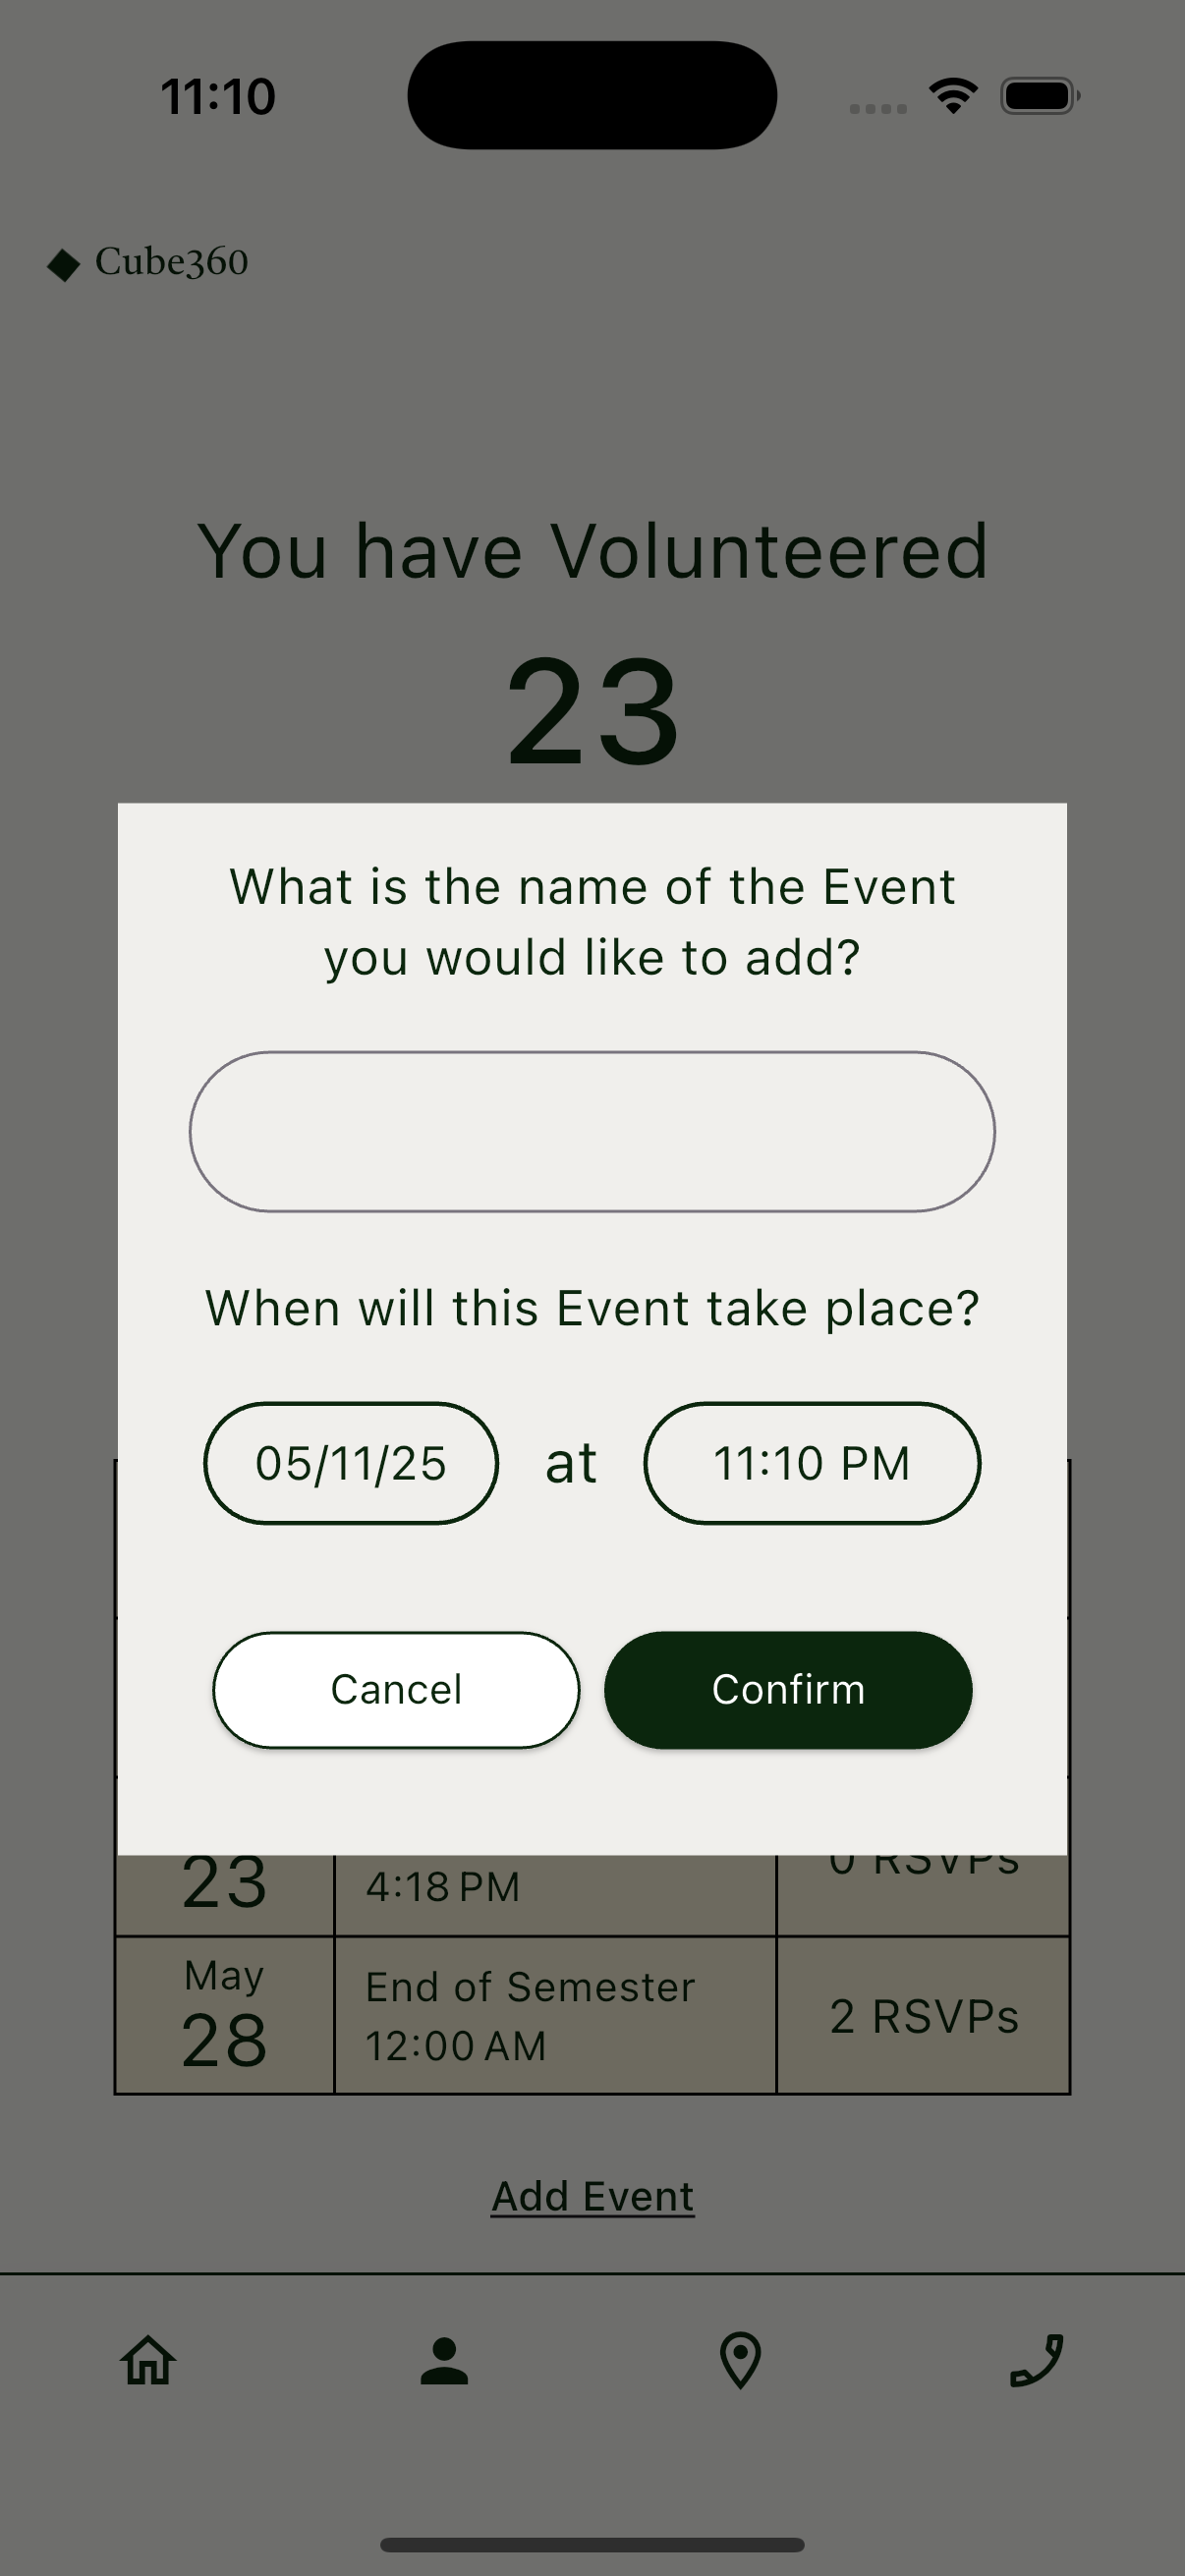 11:10
Cube360
You have Volunteered
23
What is the name of the Event
you would like to add?
When will this Event take place?
05/11/25 at 11:10 PM
Cancel Confirm
23 4:18 PM 0 RSVPs
May
28
End of Semester
12:00 AM
2 RSVPs
Add Event